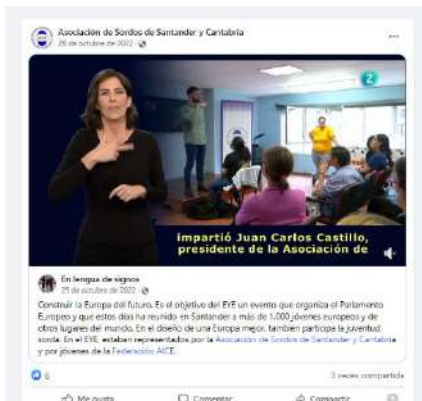 Asociación de Sordos de Santander y Cantabria
26 de octubre de 2022
2
impartió Juan Carlos Castillo,
presidente de la Asociación de
En lengua de signos
25 de octubre de 2022
Construir la Europa del futuro. Es el objetivo del EYE un evento que organiza el Parlamento
Europeo y que estos días ha reunido en Santander a más de 1.000 jóvenes europeos y de
otros lugares del mundo. En el diseño de una Europa mejor, también participa la juventud
sorda. En el EYE, estaban representados por la Asociación de Sordos de Santander y Cantabria
y por jóvenes de la Federación AICE.
6
3 veces compartida
Me gusta
Comentar
Compartir